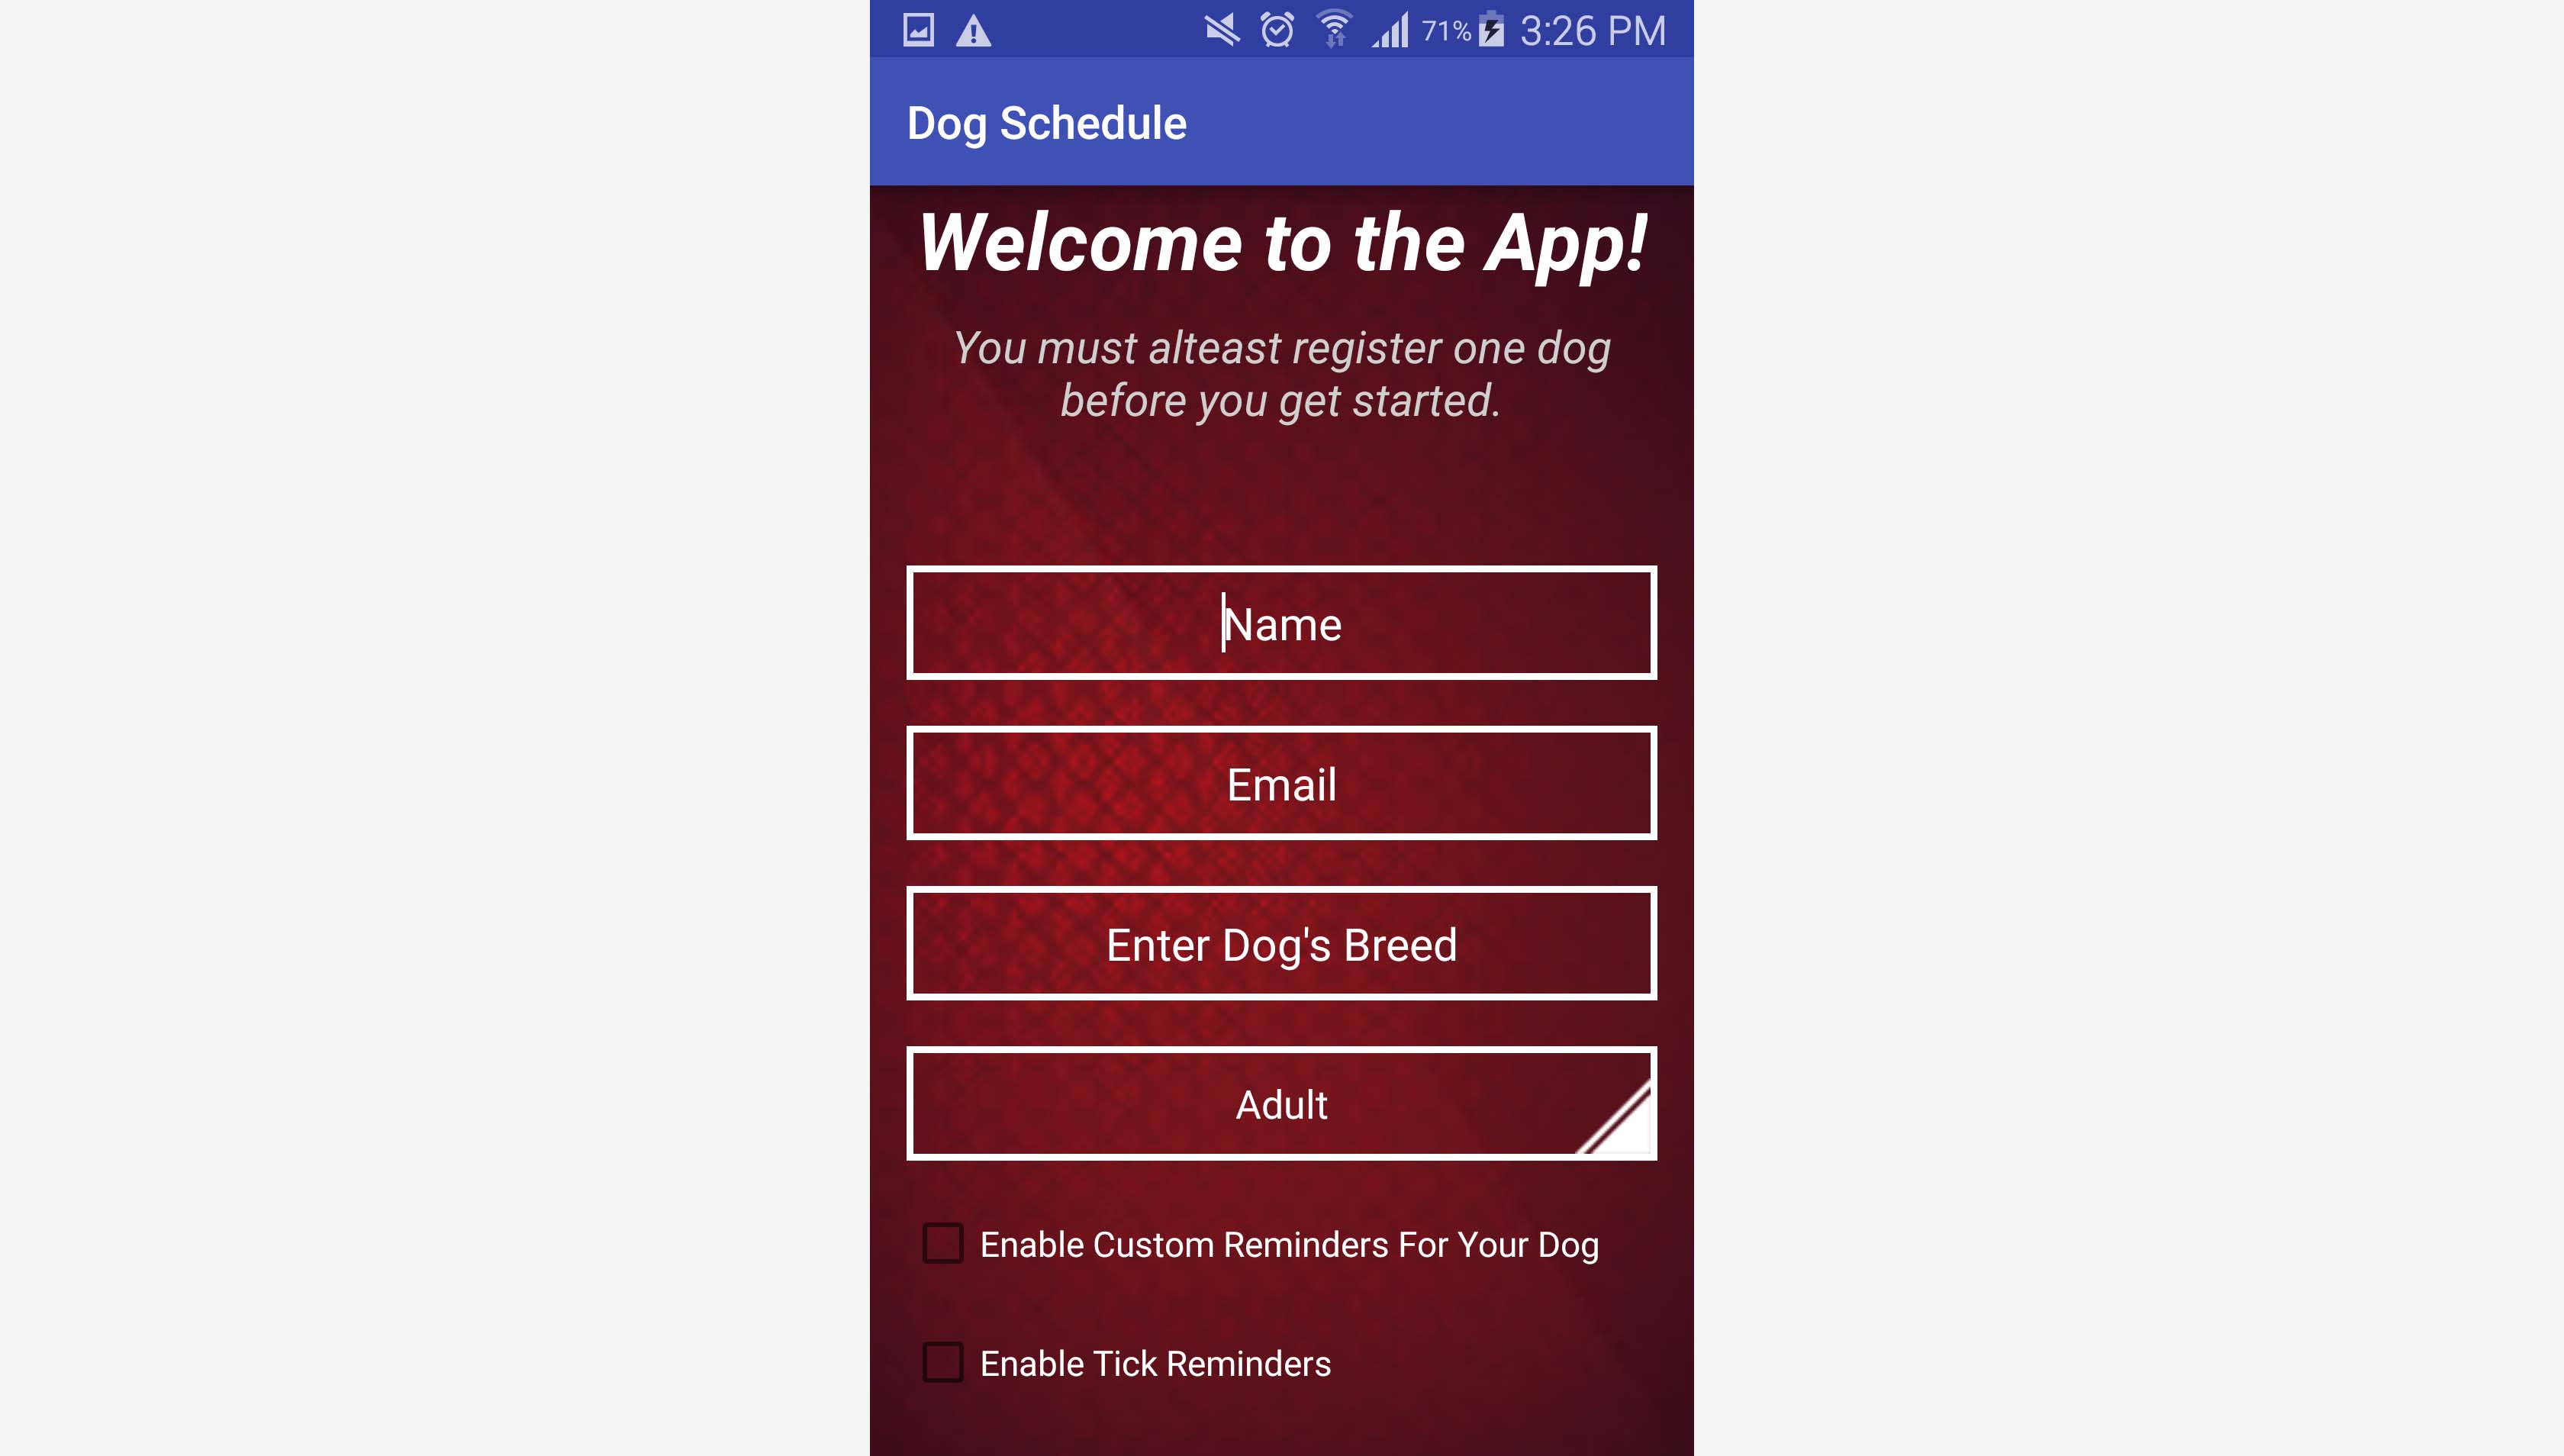 71% 3:26 PM
Dog Schedule
Welcome to the App!
You must alteast register one dog
before you get started.
Name
Email
Enter Dog's Breed
Adult
Enable Custom Reminders For Your Dog
Enable Tick Reminders